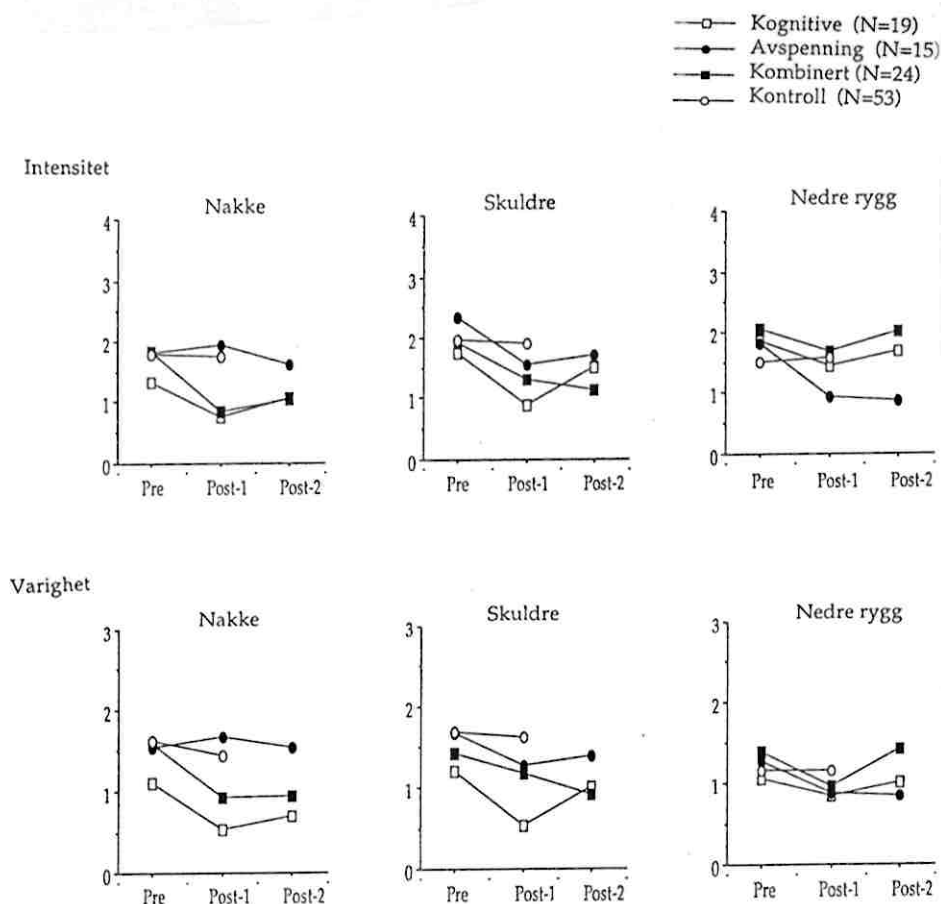 Kognitive (N=19)
Avspenning (N=15)
Kombinert (N=24)
Kontroll (N=53)
Intensitet
Nakke
4
3
2
1
0
Pre Post-1 Post-2
Skuldre
4
3
2
1
0
Pre Post-1 Post-2
Nedre rygg
4
3
2
1
0
Pre Post-1 Post-2
Varighet
Nakke
3
2
1
0
Pre Post-1 Post-2
Skuldre
3
2
1
0
Pre Post-1 Post-2
Nedre rygg
3
2
1
0
Pre Post-1 Post-2